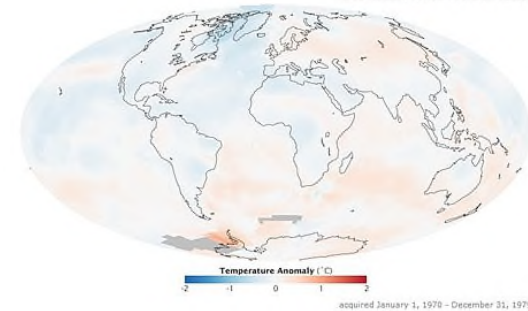 Temperature Anomaly (˚C)
-2 -1 0 1 2
acquired January 1, 1970 - December 31,